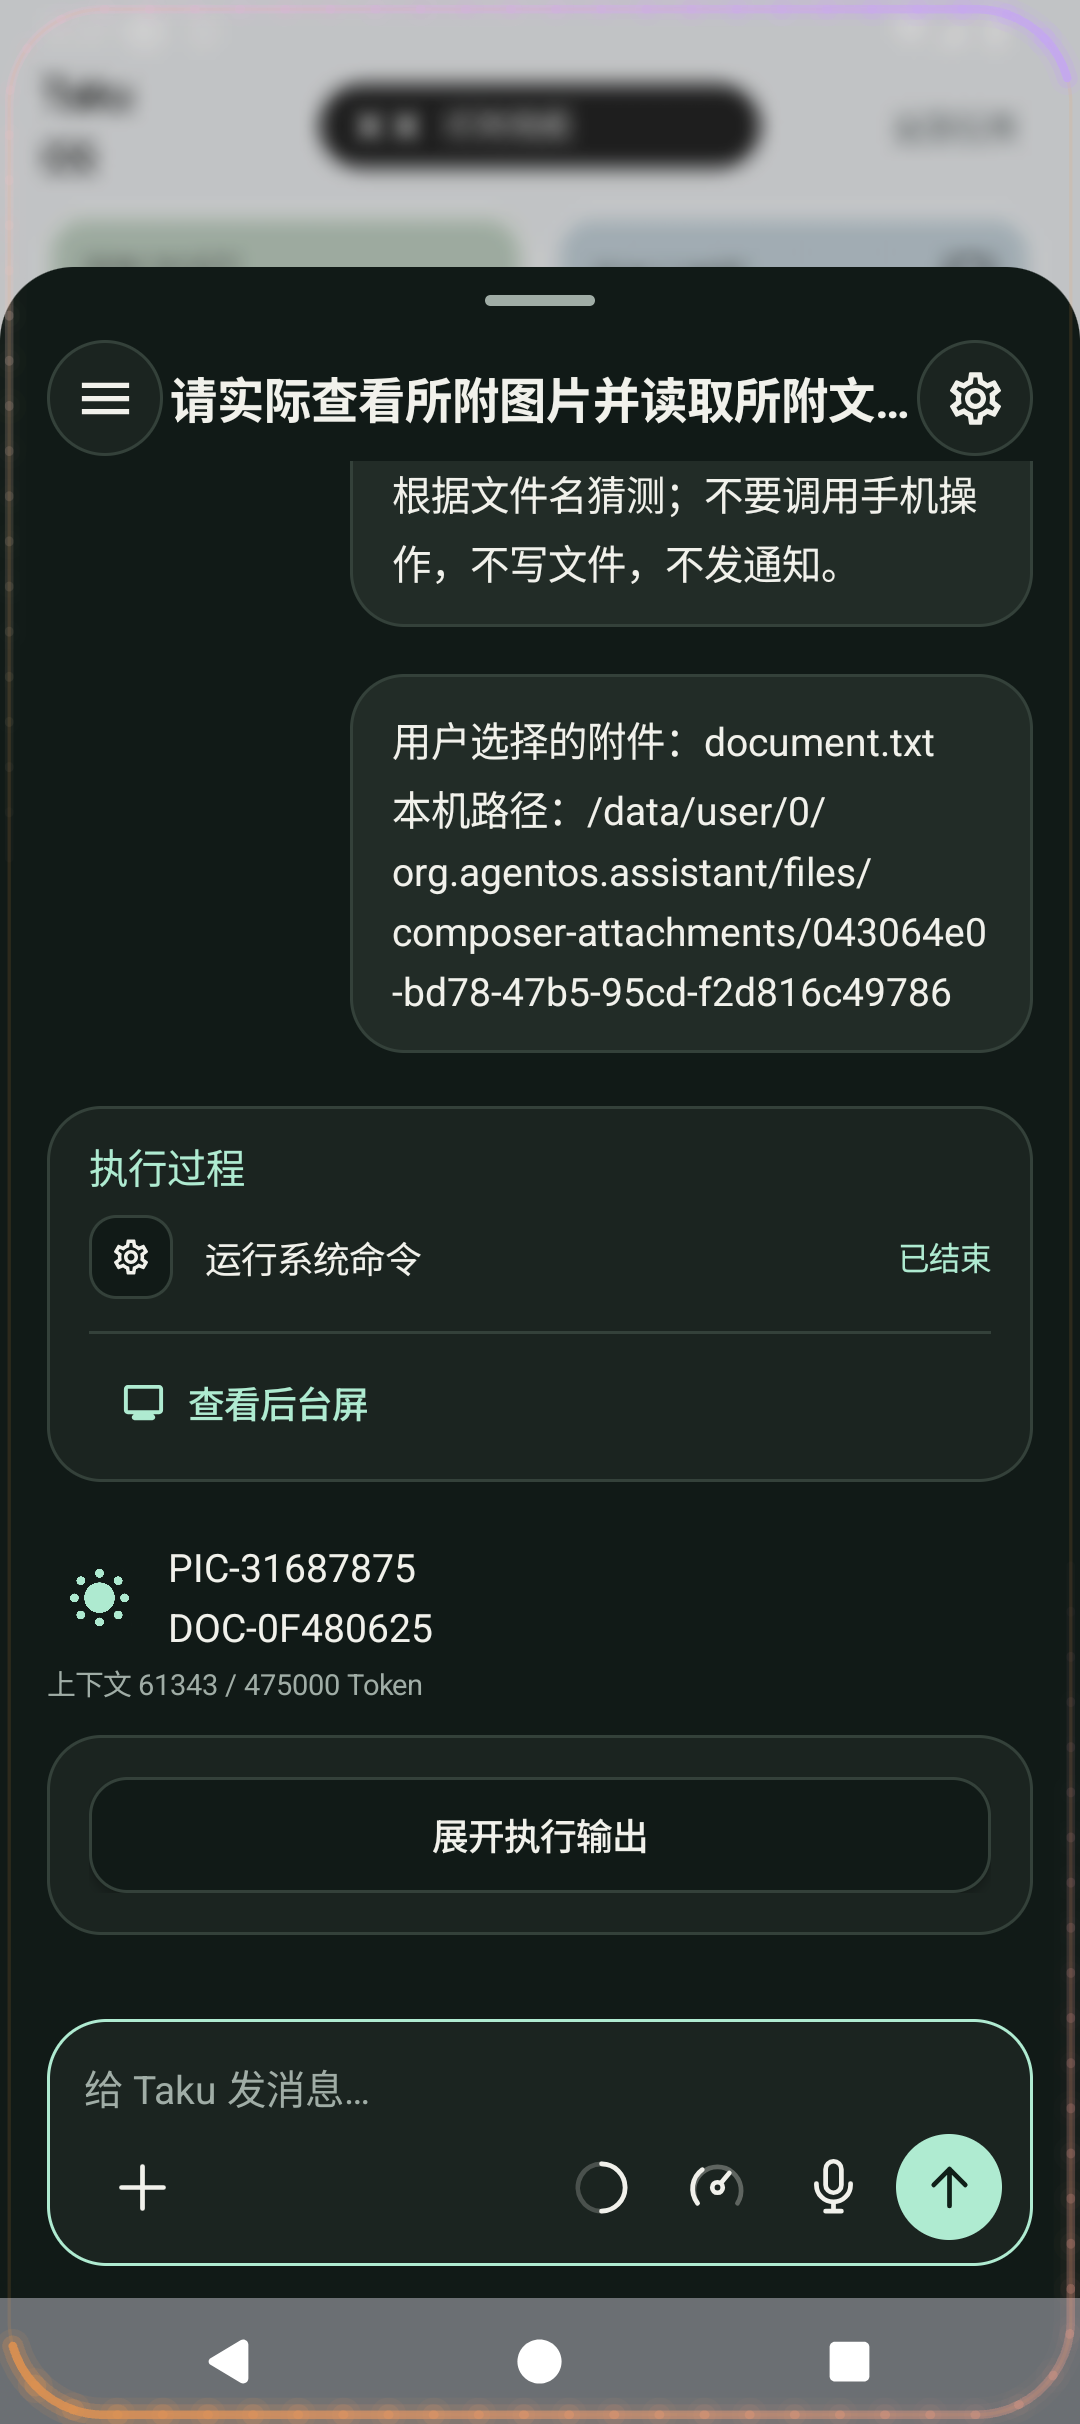 Taku
请实际查看所附图片并读取所附文...
根据文件名猜测；不要调用手机操
作，不写文件，不发通知。
用户选择的附件：document.txt
本机路径：/data/user/0/
org.agentos.assistant/files/
composer-attachments/043064e0
-bd78-47b5-95cd-f2d816c49786
执行过程
运行系统命令
已结束
查看后台屏
PIC-31687875
DOC-0F480625
上下文 61343 / 475000 Token
展开执行输出
给 Taku 发消息...